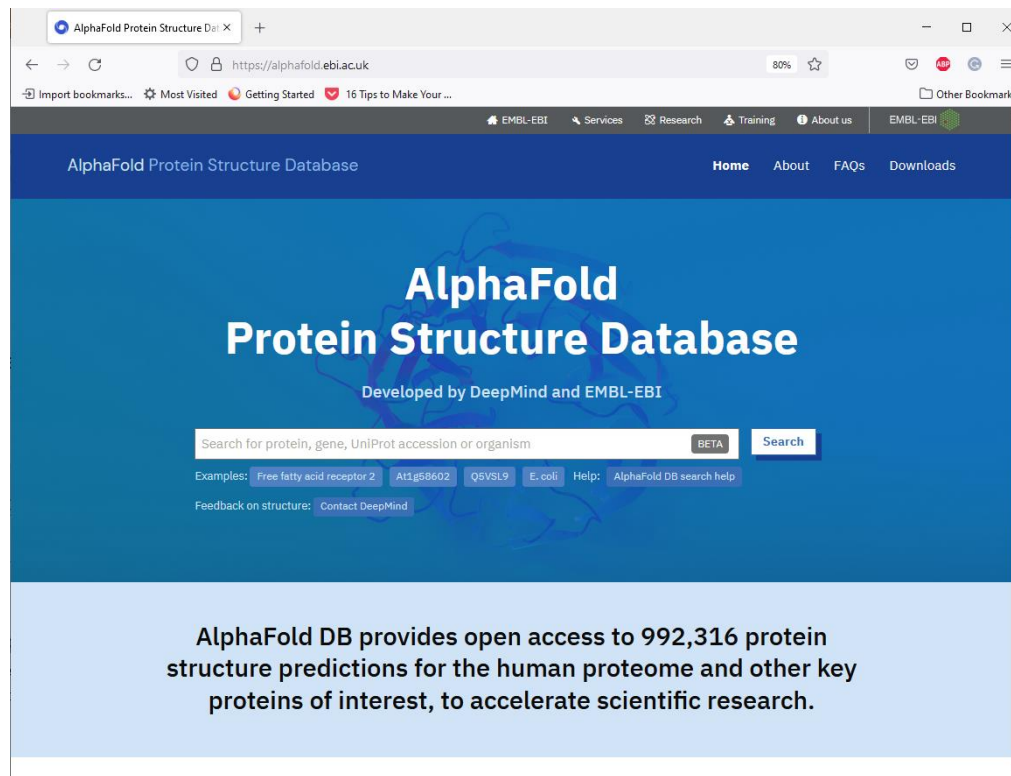 AlphaFold Protein Structure Dat
https://alphafold.ebi.ac.uk
80%
ABP
Import bookmarks... Most Visited Getting Started 16 Tips to Make Your ...
Other Bookmark
EMBL-EBI Services Research Training About us EMBL-EBI
AlphaFold Protein Structure Database
Home About FAQs Downloads
AlphaFold
Protein Structure Database
Developed by DeepMind and EMBL-EBI
Search for protein, gene, UniProt accession or organism BETA Search
Examples: Free fatty acid receptor 2 At1g58602 Q5VSL9 E. coli Help: AlphaFold DB search help
Feedback on structure: Contact DeepMind
AlphaFold DB provides open access to 992,316 protein
structure predictions for the human proteome and other key
proteins of interest, to accelerate scientific research.